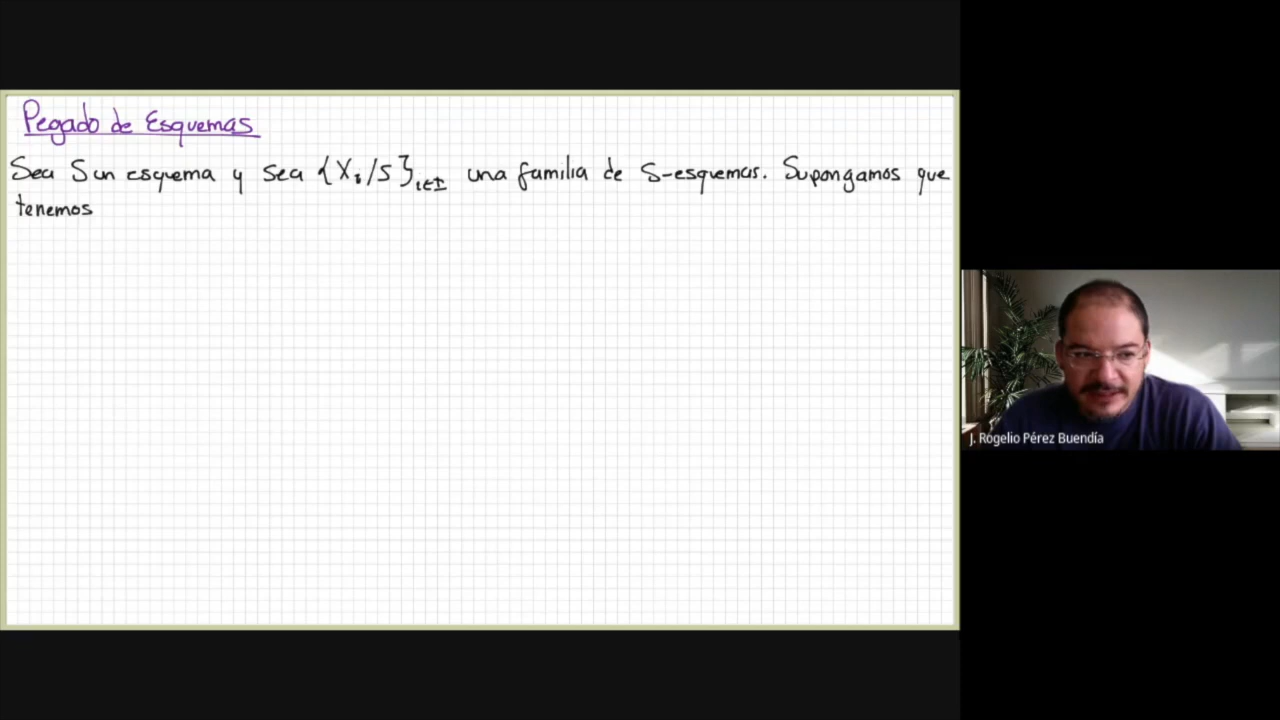 Pegado de Esquemas
Sea S un esquema y sea {Xi/S}i∈I una familia de S-esquemas. Supongamos que
tenemos
J. Rogelio Pérez Buendía